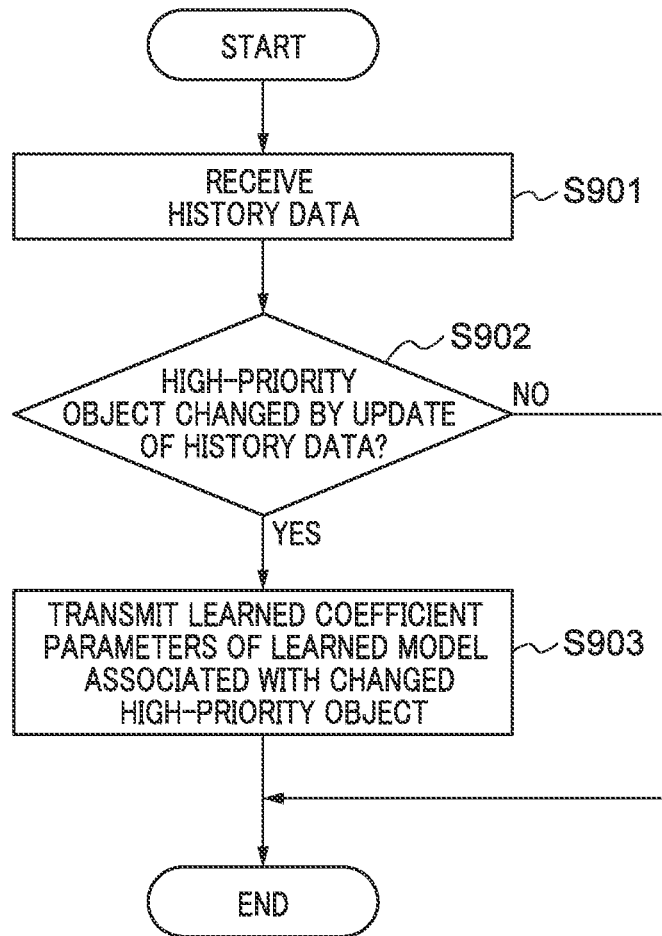 START
RECEIVE
HISTORY DATA
S901
S902
HIGH-PRIORITY
OBJECT CHANGED BY UPDATE
OF HISTORY DATA?
NO
YES
TRANSMIT LEARNED COEFFICIENT
PARAMETERS OF LEARNED MODEL
ASSOCIATED WITH CHANGED
HIGH-PRIORITY OBJECT
S903
END